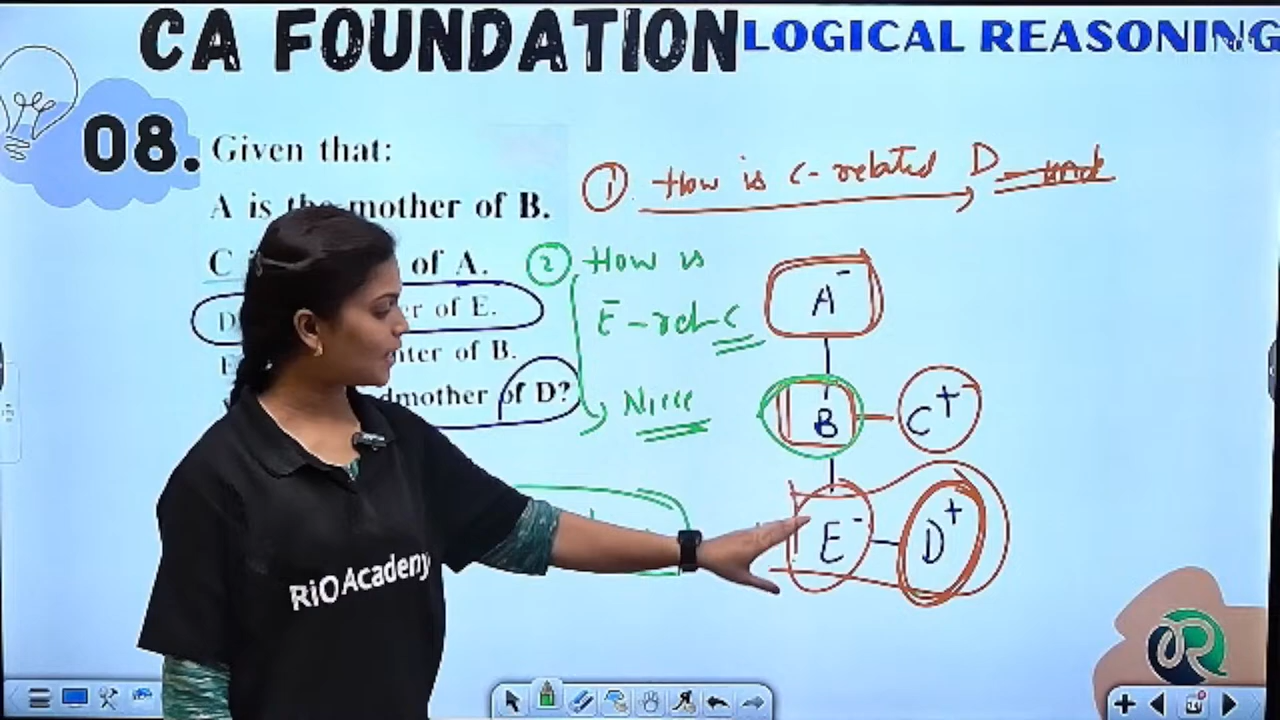 CA FOUNDATION
LOGICAL REASONING
08.
Given that:
A is the mother of B.
C of A.
D er of E.
E hter of B.
dmother of D?
① How is C-related D
② How is
E-rel-C
Niece
A-
B C+
E- D+
RiO Academy